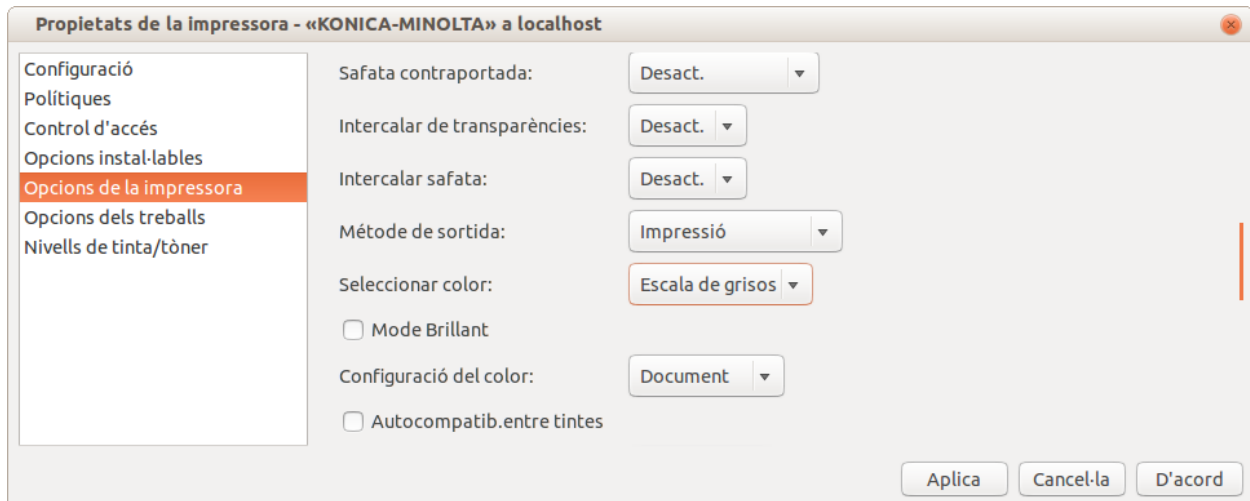 Propietats de la impressora - «KONICA-MINOLTA» a localhost
Configuració
Polítiques
Control d'accés
Opcions instal·lables
Opcions de la impressora
Opcions dels treballs
Nivells de tinta/tòner
Safata contraportada: Desact.
Intercalar de transparències: Desact.
Intercalar safata: Desact.
Métode de sortida: Impressió
Seleccionar color: Escala de grisos
Mode Brillant
Configuració del color: Document
Autocompatib.entre tintes
Aplica Cancel·la D'acord